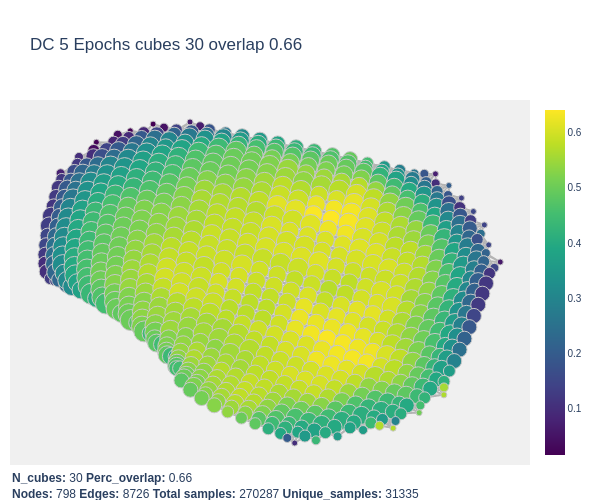 DC 5 Epochs cubes 30 overlap 0.66
0.6
0.5
0.4
0.3
0.2
0.1
N_cubes: 30 Perc_overlap: 0.66
Nodes: 798 Edges: 8726 Total samples: 270287 Unique_samples: 31335